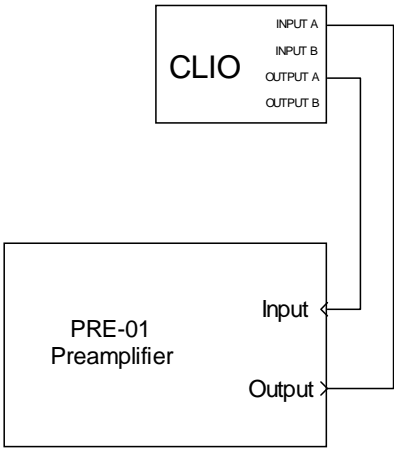 INPUT A
INPUT B
CLIO
OUTPUT A
OUTPUT B
Input
PRE-01
Preamplifier
Output